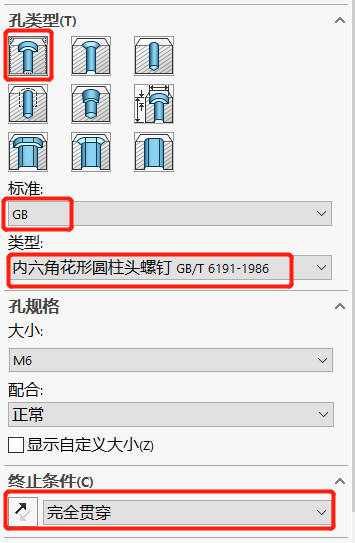 孔类型(T)
标准:
GB
类型:
内六角花形圆柱头螺钉 GB/T 6191-1986
孔规格
大小:
M6
配合:
正常
显示自定义大小(Z)
终止条件(C)
完全贯穿